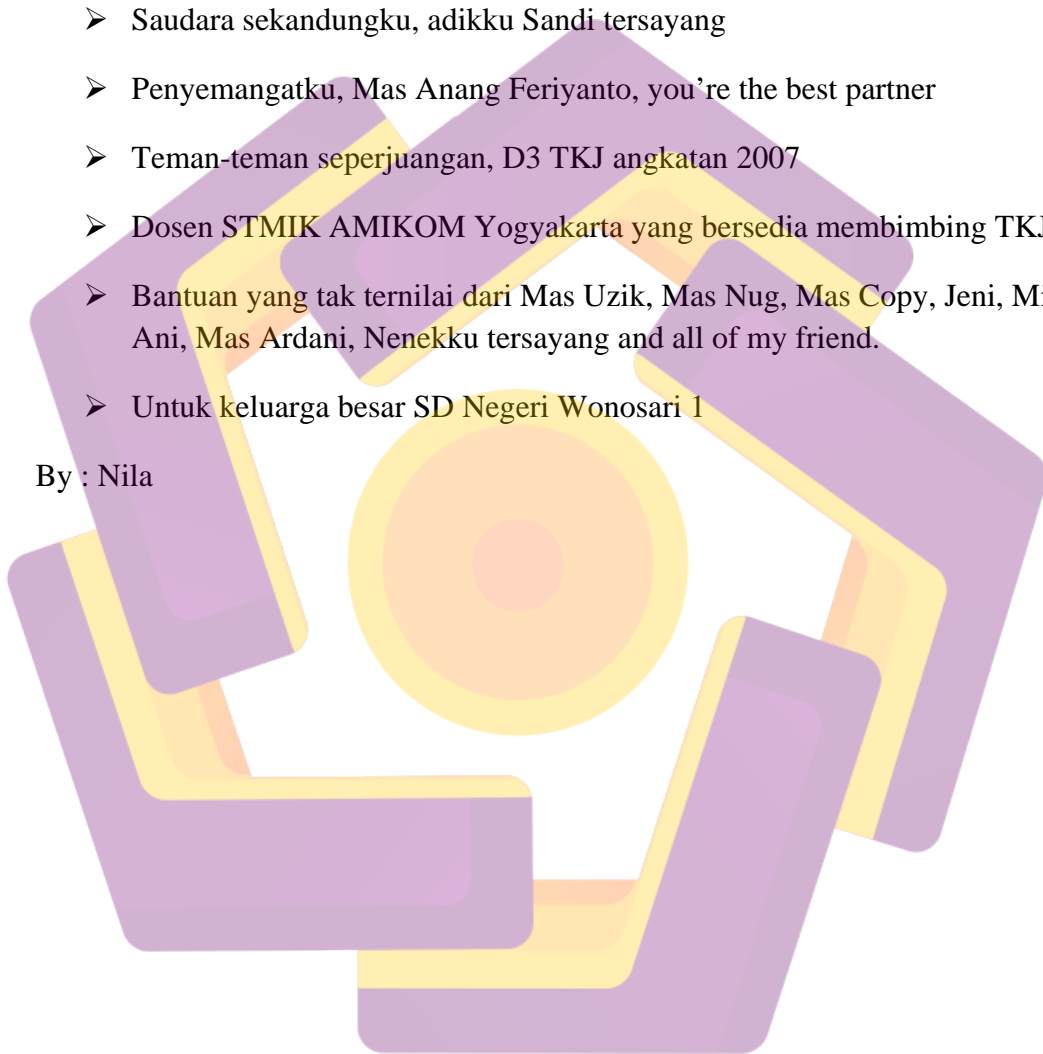 ➢ Saudara sekandungku, adikku Sandi tersayang
➢ Penyemangatku, Mas Anang Feriyanto, you’re the best partner
➢ Teman-teman seperjuangan, D3 TKJ angkatan 2007
➢ Dosen STMIK AMIKOM Yogyakarta yang bersedia membimbing TKJ
➢ Bantuan yang tak ternilai dari Mas Uzik, Mas Nug, Mas Copy, Jeni,
Ani, Mas Ardani, Nenekku tersayang and all of my friend.
➢ Untuk keluarga besar SD Negeri Wonosari 1
By : Nila